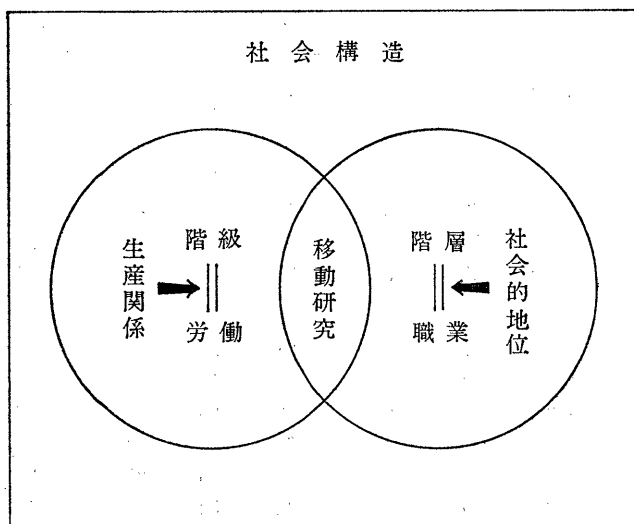 社会構造
生産関係
階級
労働
移動研究
階層
職業
社会的地位